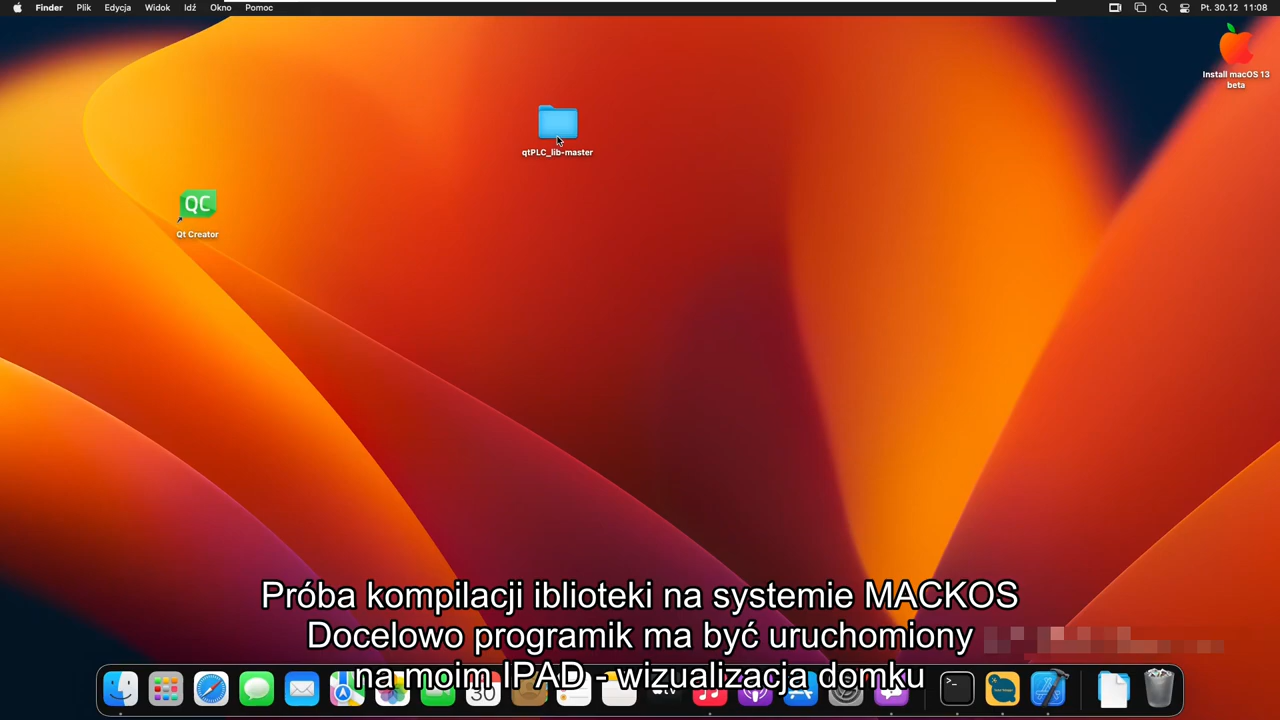 Finder Plik Edycja Widok Idź Okno Pomoc Pt. 30.12 11:08
Install macOS 13
beta
qtPLC_lib-master
QC
Qt Creator
Próba kompilacji iblioteki na systemie MACKOS
Docelowo programik ma być uruchomiony
na moim IPAD - wizualizacja domku
30